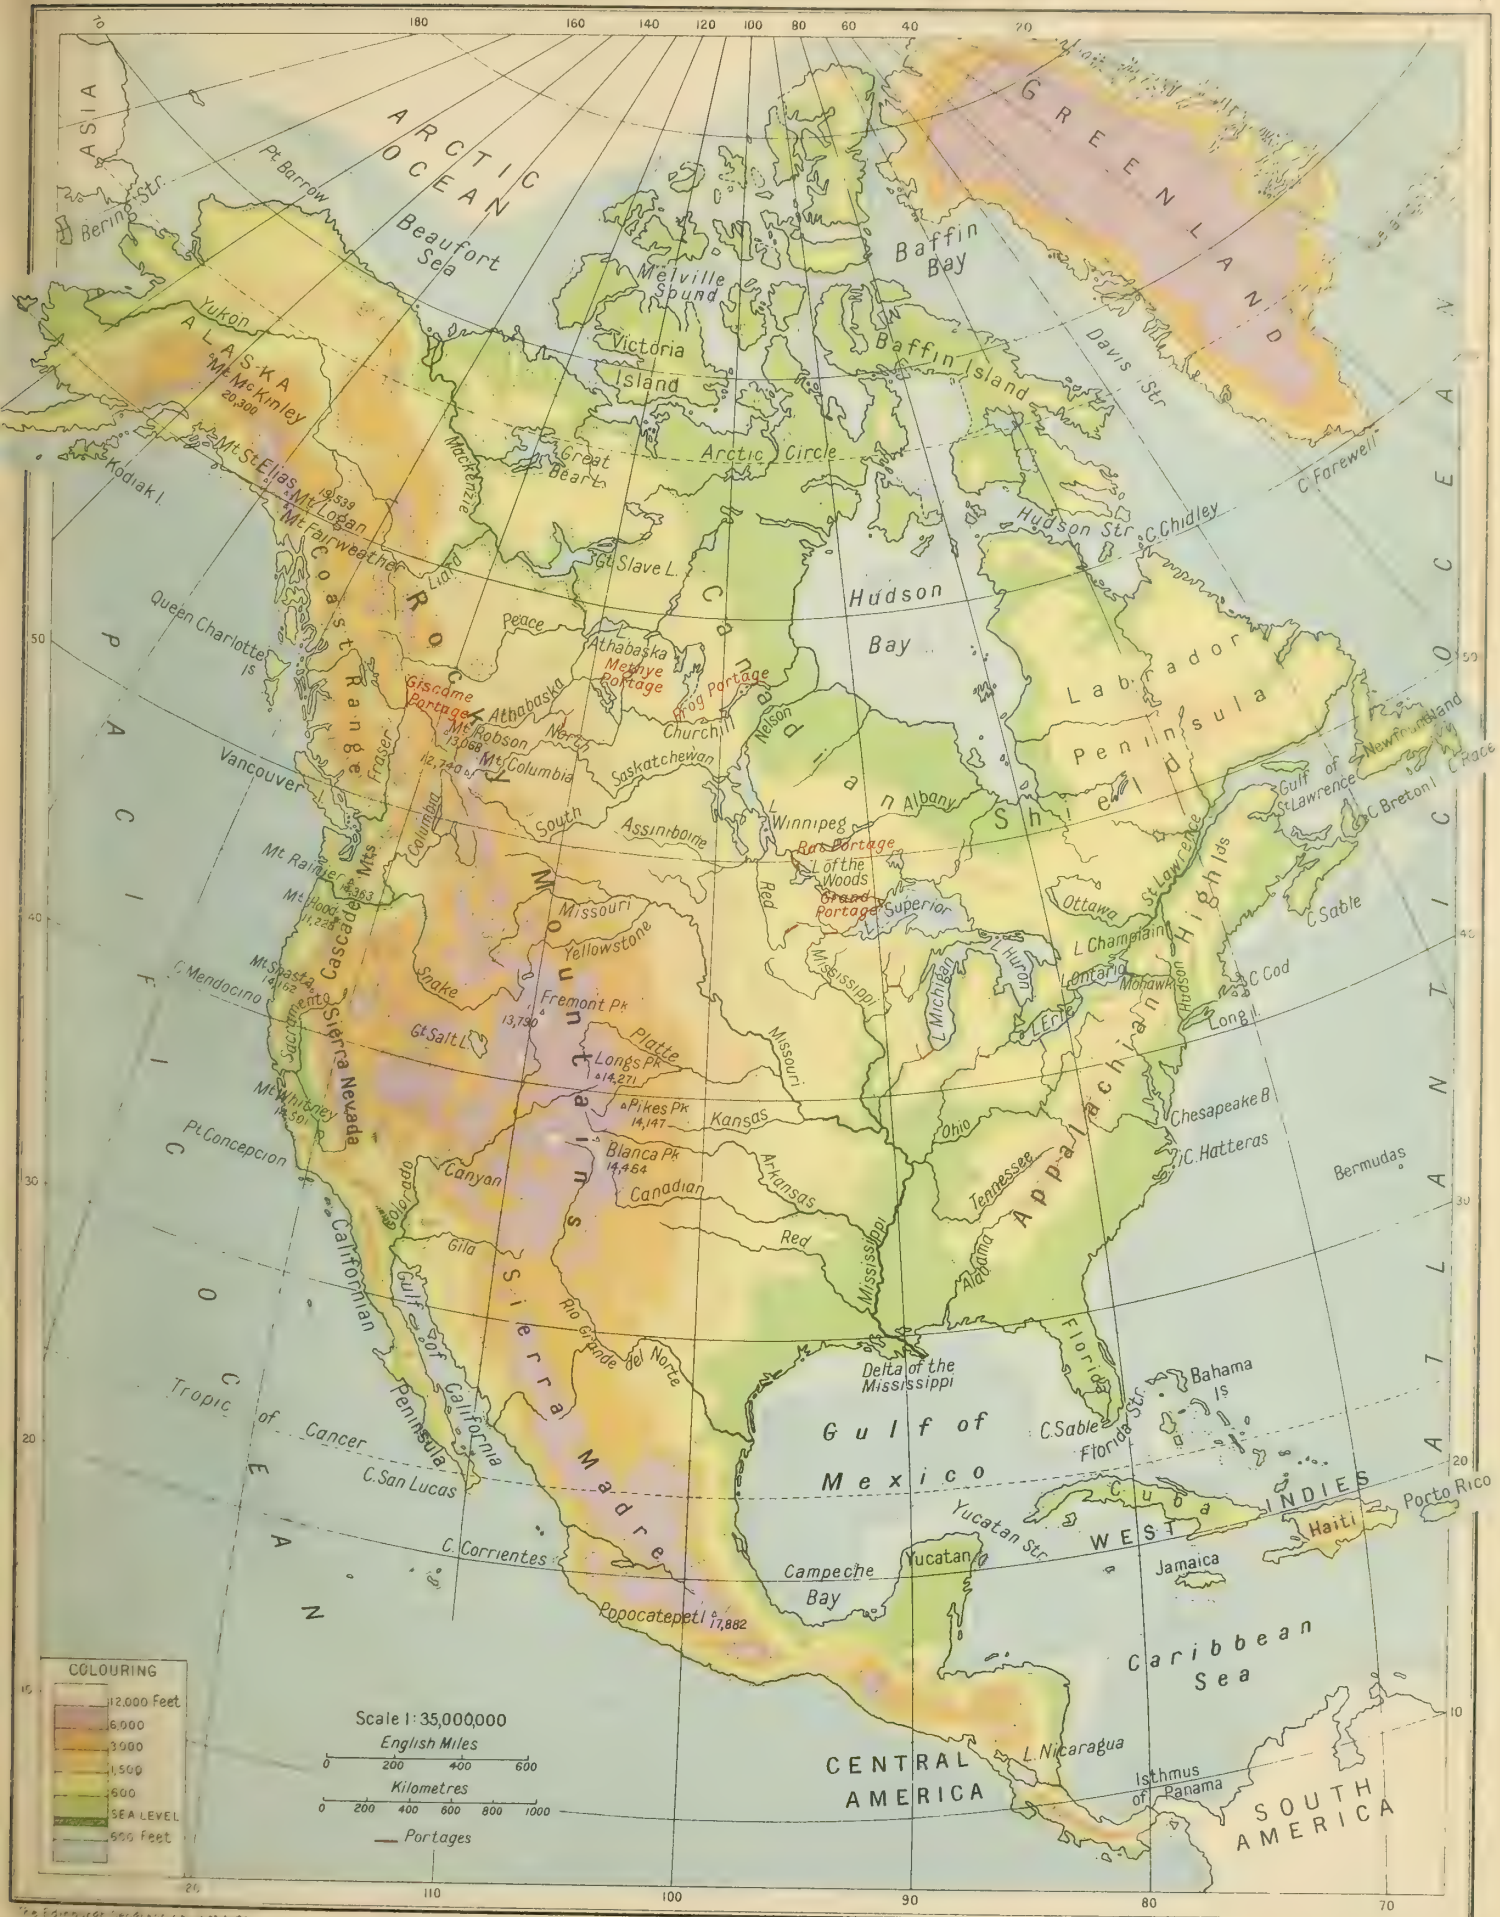 70
180
160
140
120
100
80
60
40
20
ASIA
Bering Str.
Pt. Barrow
ARCTIC
OCEAN
Beaufort
Sea
GREENLAND
Baffin
Bay
Melville
Sound
Davis Str
Victoria
Island
Baffin Island
Yukon
ALASKA
Mt McKinley
20,300
Kodiak I.
Mt St Elias
Mt Logan
19,539
Mt Fairweather
Mackenzie
Great
Bear L.
Arctic Circle
C. Farewell
Hudson Str.
C. Chidley
Liard
Gt Slave L.
Hudson
Bay
Coast Range
Rocky Mountains
Canadian Shield
Peace
L.
Athabaska
Methye
Portage
Frog Portage
Labrador
Peninsula
50
50
Queen Charlotte
Is
Giscome
Portage
Athabaska
Mt Robson
13,068
Mt Columbia
12,740
North
Saskatchewan
Churchill
Nelson
Newfoundland
C Race
Fraser
Vancouver
Columbia
South
Assiniboine
L
Winnipeg
Albany
Gulf of
St Lawrence
C Breton I
Rat Portage
L of the
Woods
Grand
Portage
L Superior
Red
Ottawa
St Lawrence
Mt Rainier
14,363
Mt Hood
11,225
Cascade Mts
Missouri
Yellowstone
Snake
Mississippi
L Michigan
L Huron
L Champlain
L Ontario
Mohawk
Hudson
L Erie
C. Sable
C Cod
Long I.
Appalachian Highlds
40
40
Mt Shasta
14,162
C. Mendocino
Sacramento
Sierra Nevada
Gt Salt L
Fremont Pk
13,790
Platte
Longs Pk
14,271
Pikes Pk
14,147
Kansas
Missouri
Mt Whitney
14,501
Pt Concepcion
Blanca Pk
14,464
Canyon
Colorado
Canadian
Arkansas
Ohio
Tennessee
Chesapeake B
C. Hatteras
Bermudas
30
30
Gila
Red
Mississippi
Alabama
Californian
Peninsula
Gulf of
California
Sierra Madre
Rio Grande del Norte
Florida
Delta of the
Mississippi
Bahama
Is
Tropic of Cancer
C. San Lucas
Gulf of
Mexico
C. Sable
Florida Str.
20
20
Cuba
WEST INDIES
Haiti
Porto Rico
Jamaica
Yucatan Str.
Yucatan
Campeche
Bay
C. Corrientes
Popocatepetl
17,882
Caribbean
Sea
PACIFIC OCEAN
ATLANTIC OCEAN
10
10
CENTRAL
AMERICA
L. Nicaragua
Isthmus
of Panama
SOUTH
AMERICA
COLOURING
12,000 Feet
6,000
3,000
1,500
600
SEA LEVEL
600 Feet
Scale 1:35,000,000
English Miles
0 200 400 600
Kilometres
0 200 400 600 800 1000
Portages
20
110
100
90
80
70